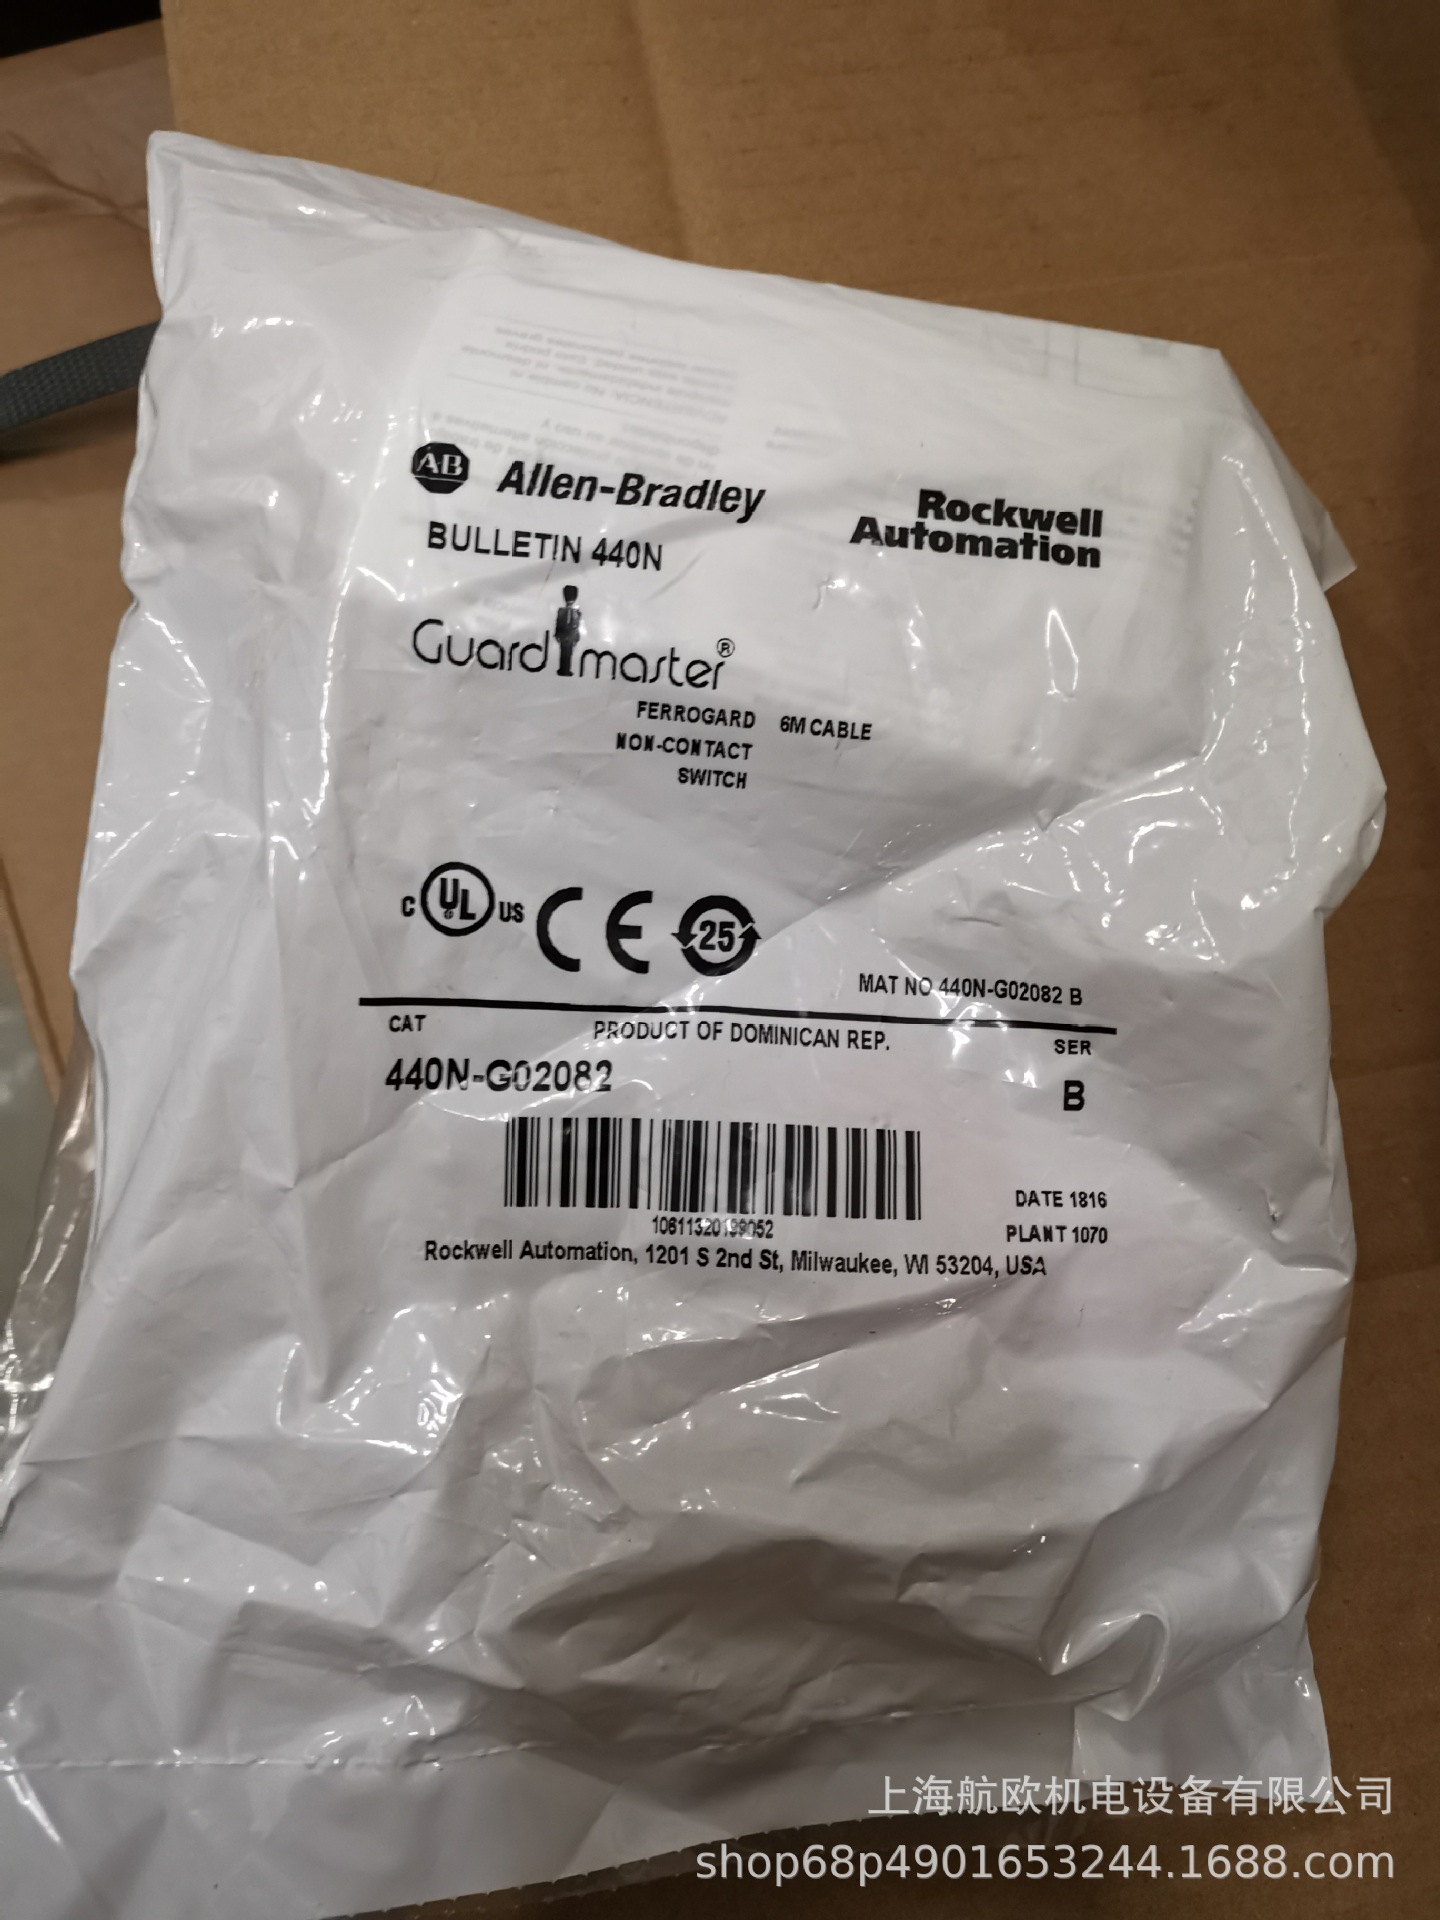 AB Allen-Bradley
Rockwell
Automation
BULLETIN 440N
Guardmaster®
FERROGARD 6M CABLE
NON-CONTACT
SWITCH
C UL US CE 25
MAT NO 440N-G02082 B
CAT
PRODUCT OF DOMINICAN REP.
SER
440N-G02082
B
DATE 1816
PLANT 1070
Rockwell Automation, 1201 S 2nd St, Milwaukee, WI 53204, USA
上海航欧机电设备有限公司
shop68p4901653244.1688.com